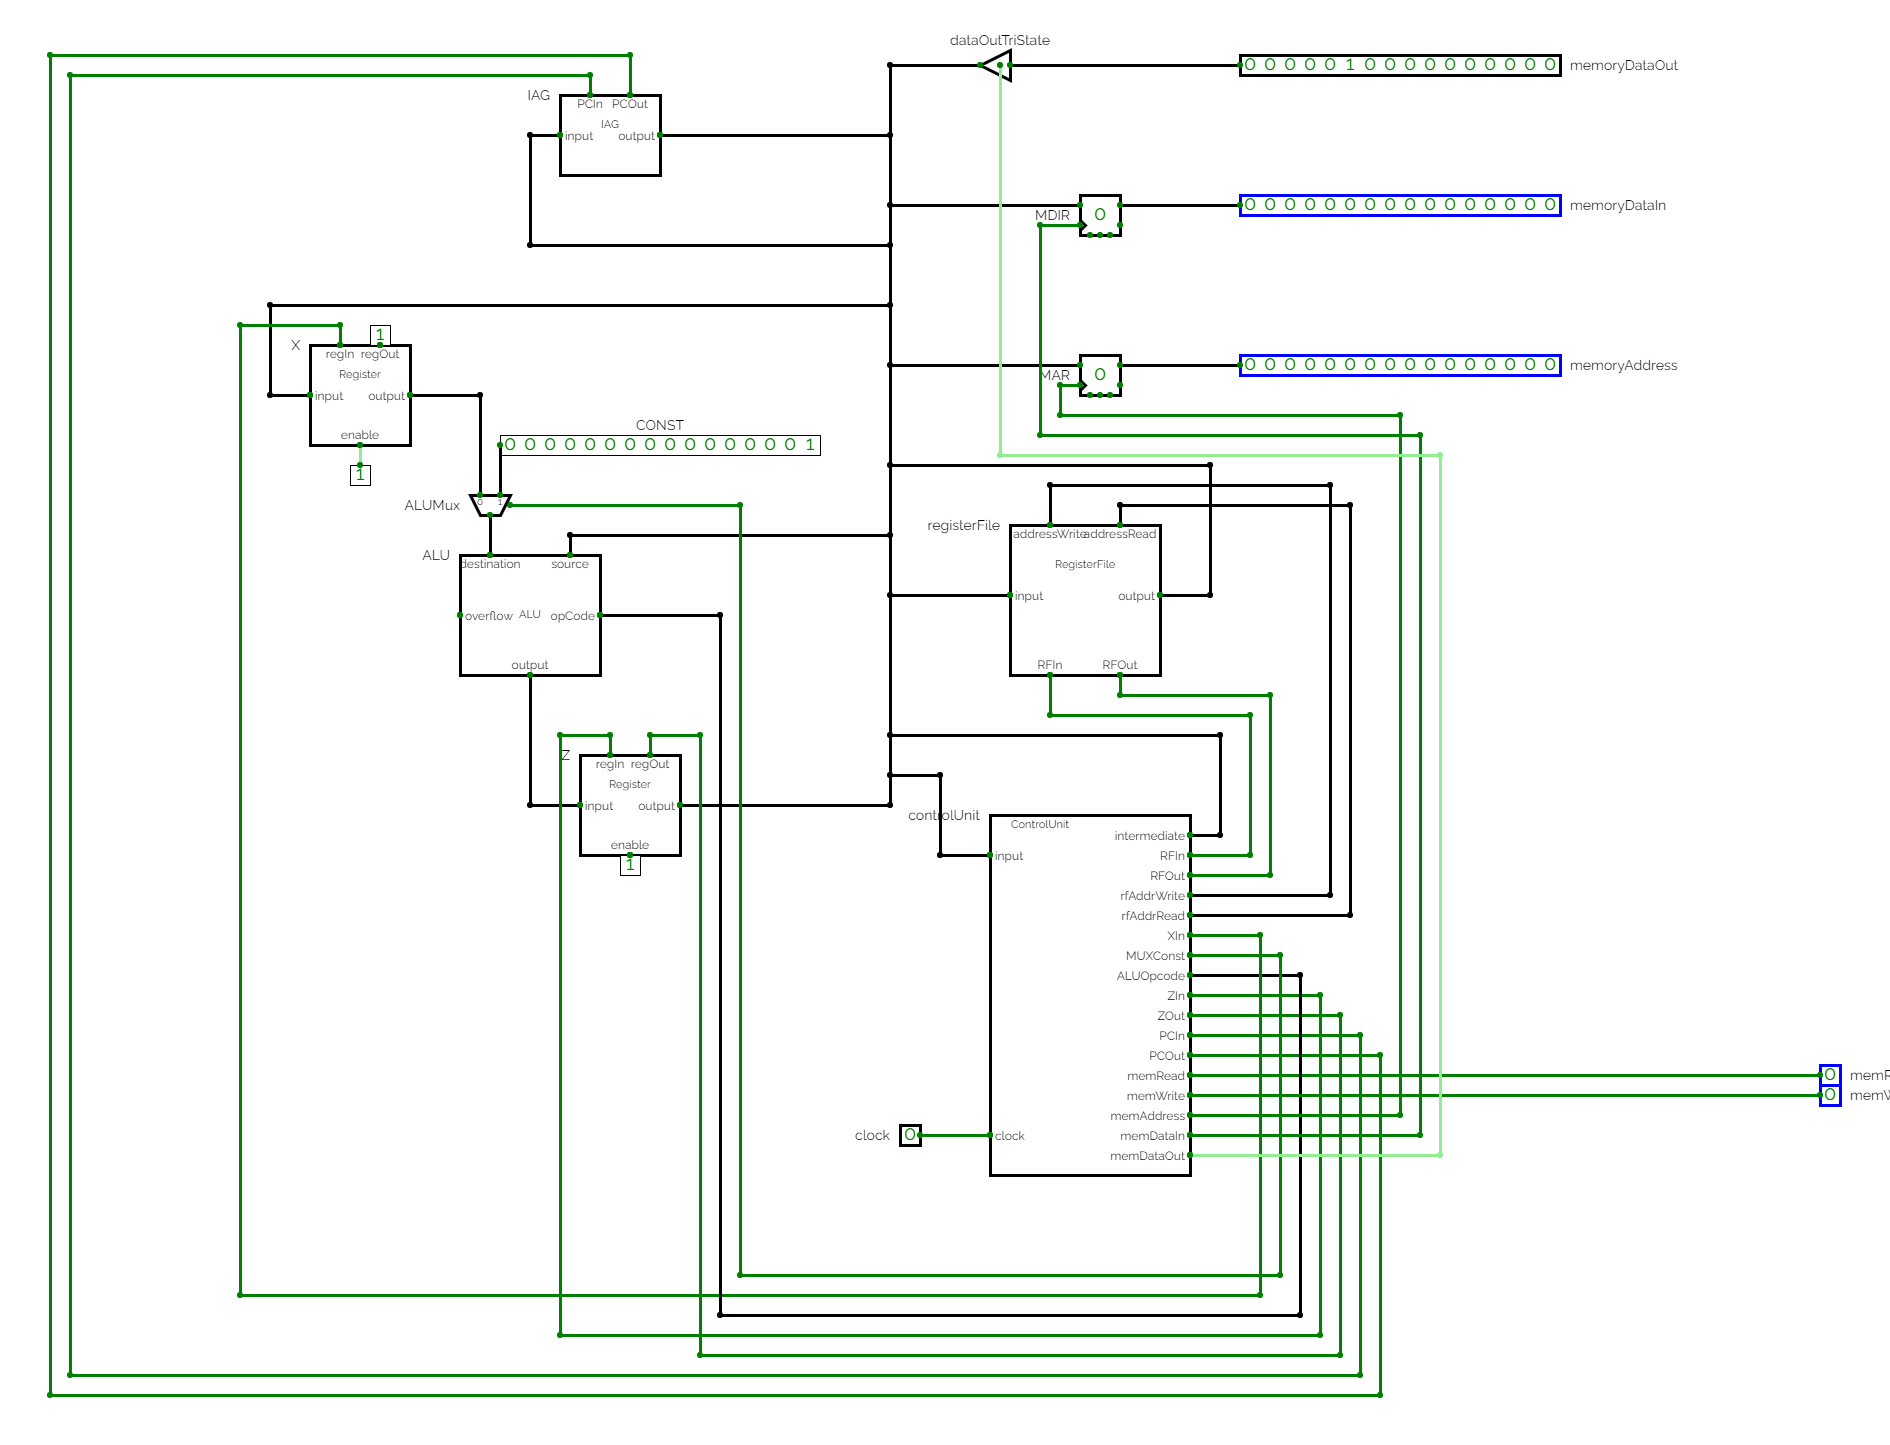 dataOutTriState
0 0 0 0 0 1 0 0 0 0 0 0 0 0 0 0 memoryDataOut
IAG
PCIn PCOut
IAG
input output
MDIR 0
0 0 0 0 0 0 0 0 0 0 0 0 0 0 0 0 memoryDataIn
X
1
regIn regOut
Register
input output
enable
1
MAR 0
0 0 0 0 0 0 0 0 0 0 0 0 0 0 0 0 memoryAddress
CONST
0 0 0 0 0 0 0 0 0 0 0 0 0 0 0 1
ALUMux
0 1
ALU
destination source
overflow ALU opCode
output
registerFile
addressWrite addressRead
RegisterFile
input output
RFIn RFOut
Z
regIn regOut
Register
input output
enable
1
controlUnit
ControlUnit
intermediate
input RFIn
RFOut
rfAddrWrite
rfAddrRead
XIn
MUXConst
ALUOpcode
ZIn
ZOut
PCIn
PCOut
memRead
memWrite
memAddress
clock 0 clock memDataIn
memDataOut
0
0